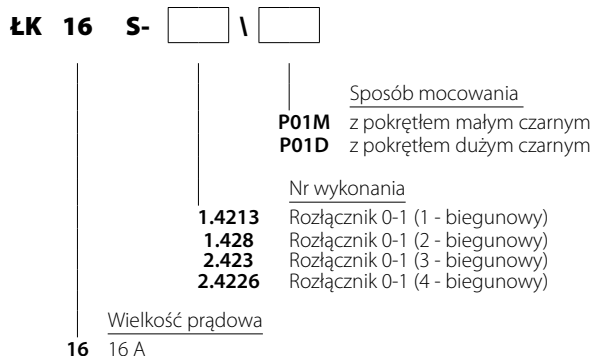 ŁK 16 S- \
Sposób mocowania
P01M z pokrętłem małym czarnym
P01D z pokrętłem dużym czarnym
Nr wykonania
1.4213 Rozłącznik 0-1 (1 - biegunowy)
1.428 Rozłącznik 0-1 (2 - biegunowy)
2.423 Rozłącznik 0-1 (3 - biegunowy)
2.4226 Rozłącznik 0-1 (4 - biegunowy)
Wielkość prądowa
16 16 A